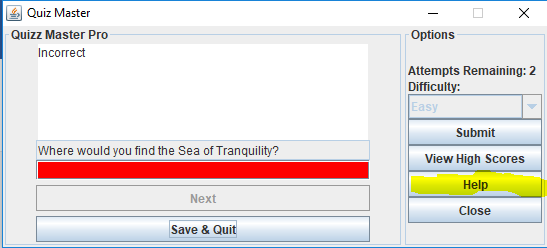 Quiz Master
Quizz Master Pro
Incorrect
Where would you find the Sea of Tranquility?
Next
Save & Quit
Options
Attempts Remaining: 2
Difficulty:
Easy
Submit
View High Scores
Help
Close